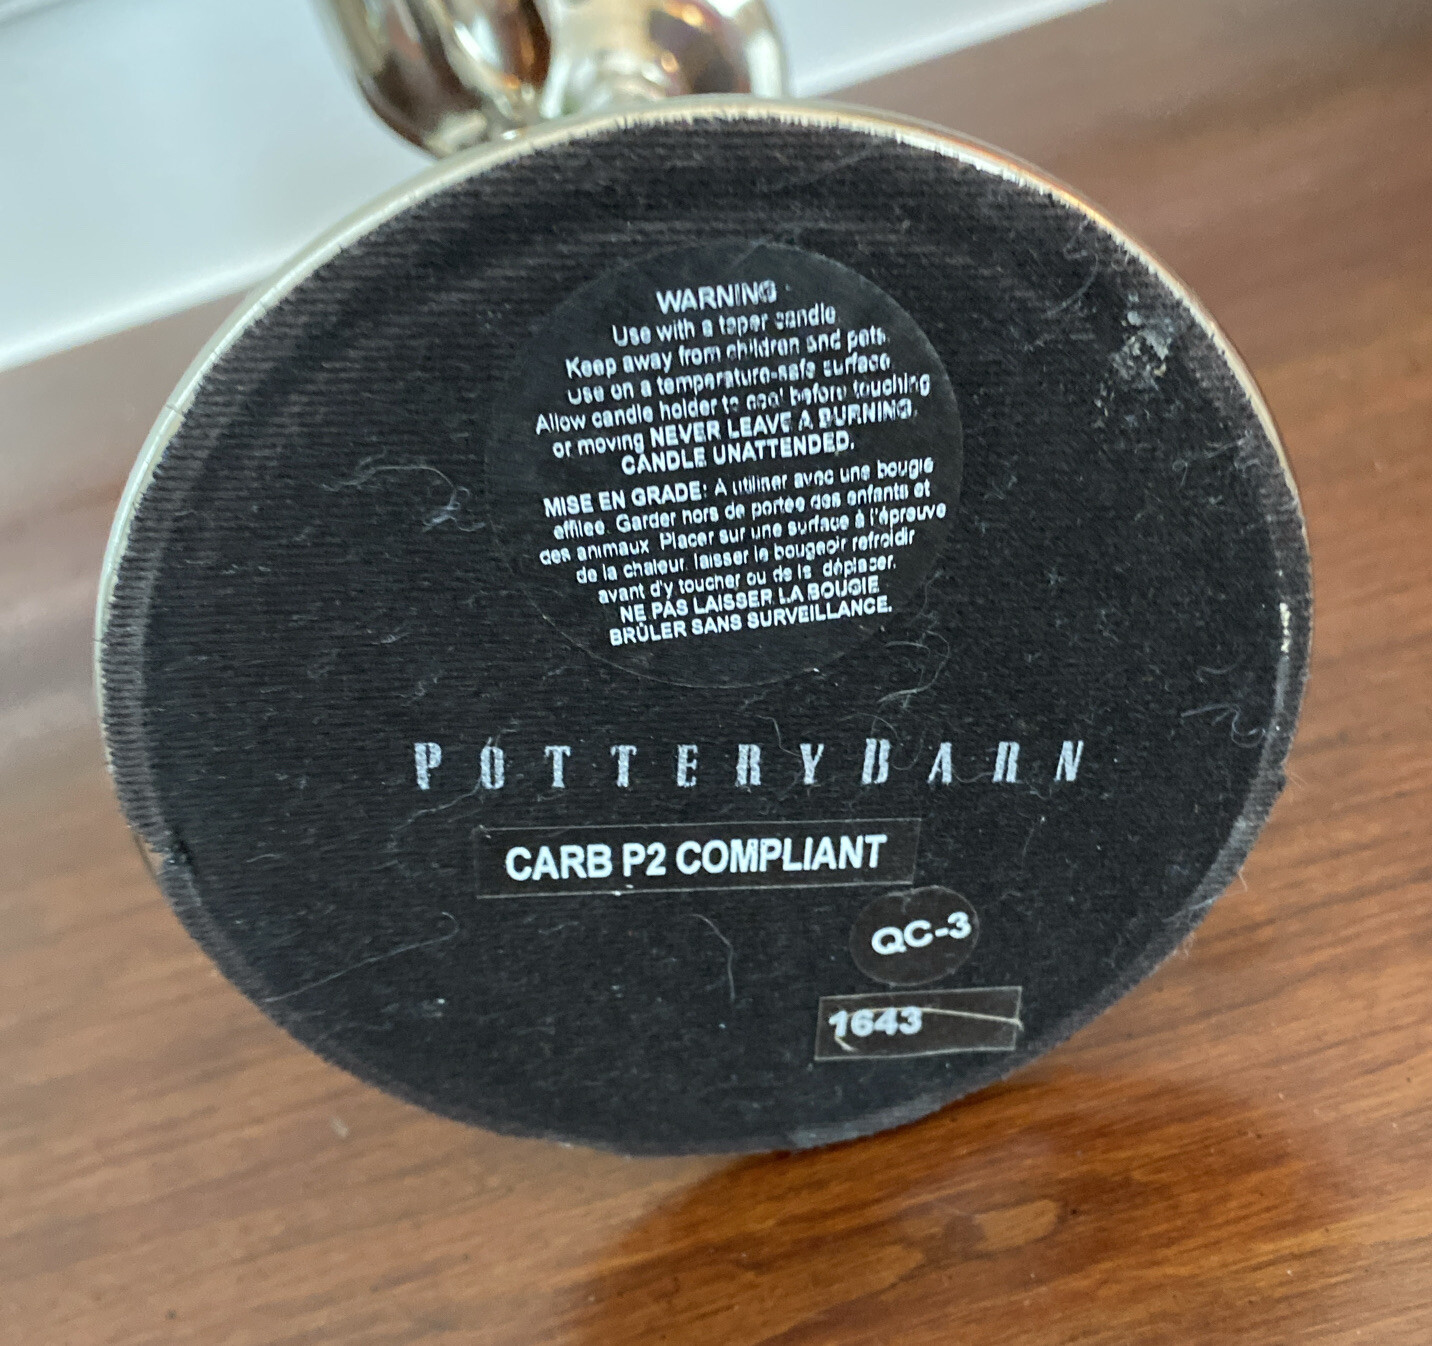 WARNING
Use with a taper candle
Keep away from children and pets.
Use on a temperature-safe surface
Allow candle holder to cool before touching
or moving NEVER LEAVE A BURNING
CANDLE UNATTENDED.
MISE EN GRADE: A utiliner avec une bougie
effilee. Garder hors de portee des enfants et
des animaux. Placer sur une surface à l'épreuve
de la chaleur. laisser le bougeoir refroidir
avant d'y toucher ou de le déplacer.
NE PAS LAISSER LA BOUGIE
BRÛLER SANS SURVEILLANCE.
POTTERYBARN
CARB P2 COMPLIANT
QC-3
1643